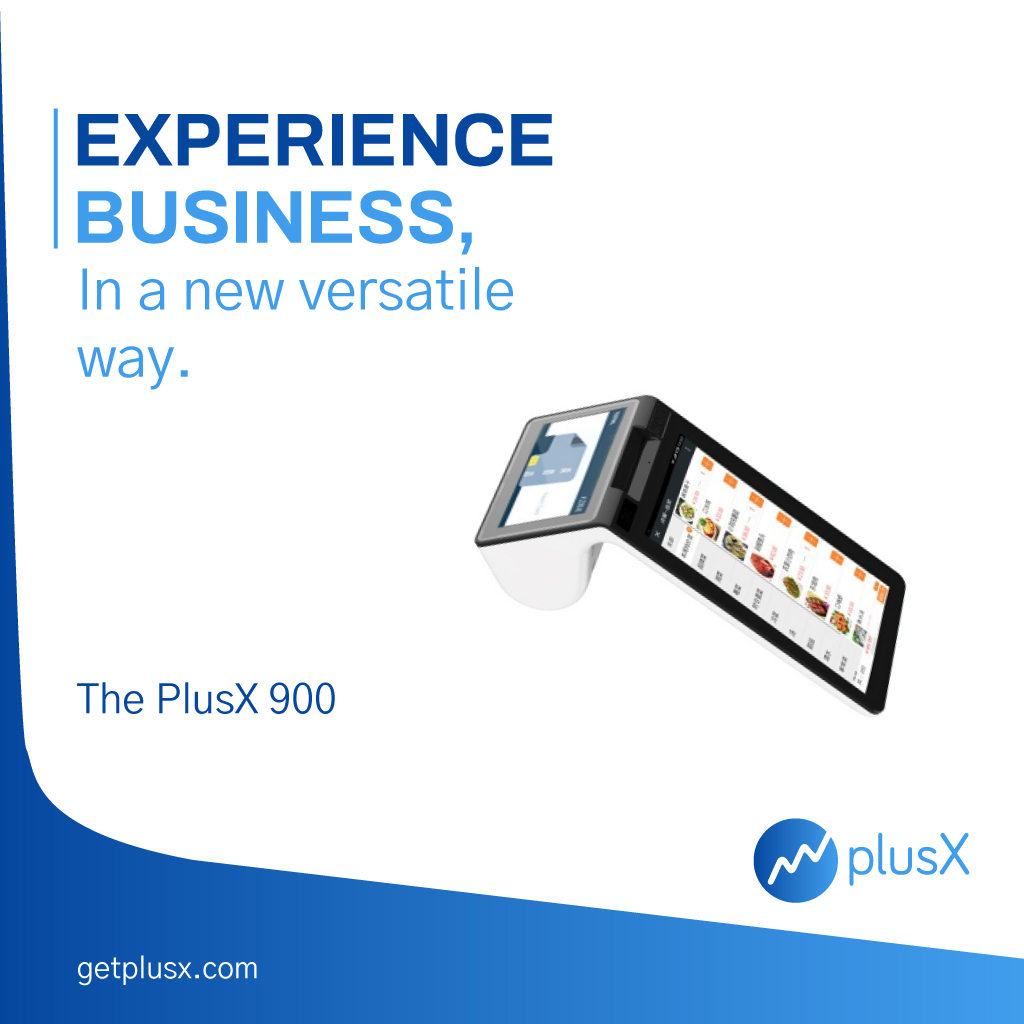 EXPERIENCE
BUSINESS,
In a new versatile
way.
The PlusX 900
plusX
getplusx.com